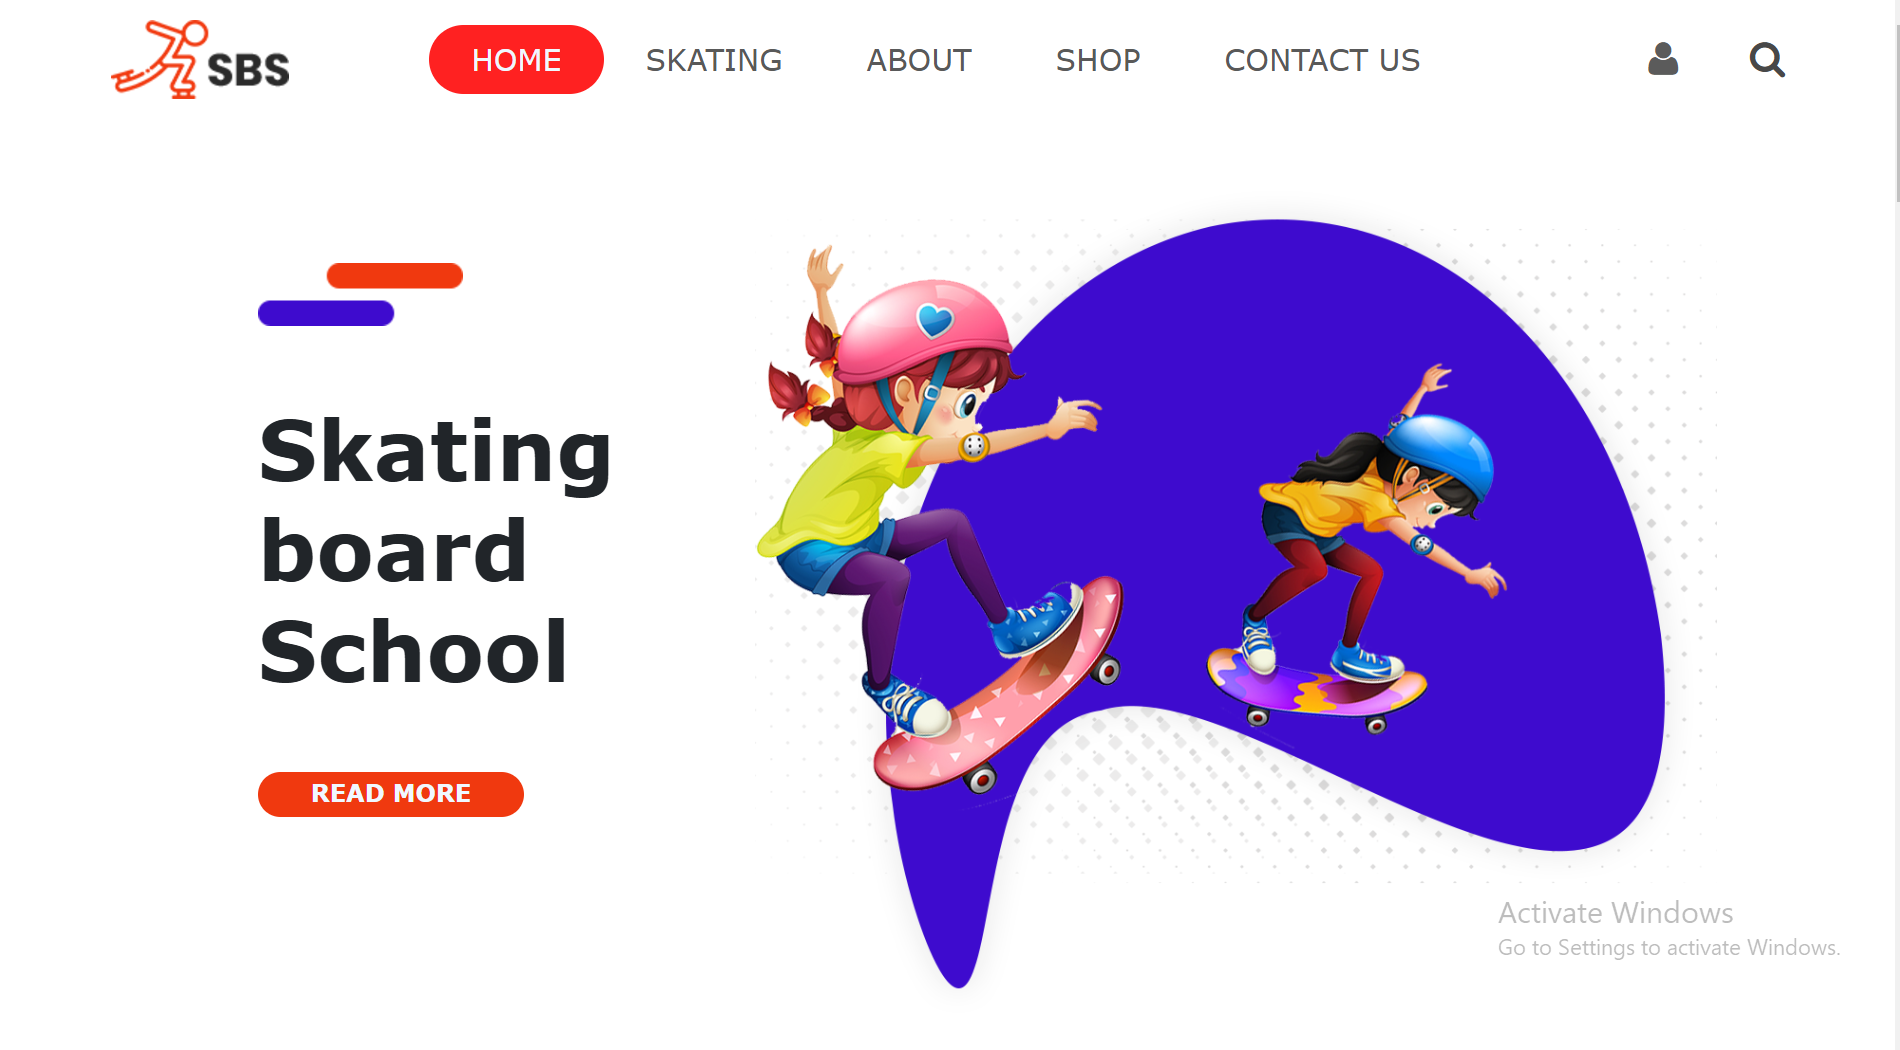 SBS
HOME SKATING ABOUT SHOP CONTACT US
Skating
board
School
READ MORE
Activate Windows
Go to Settings to activate Windows.